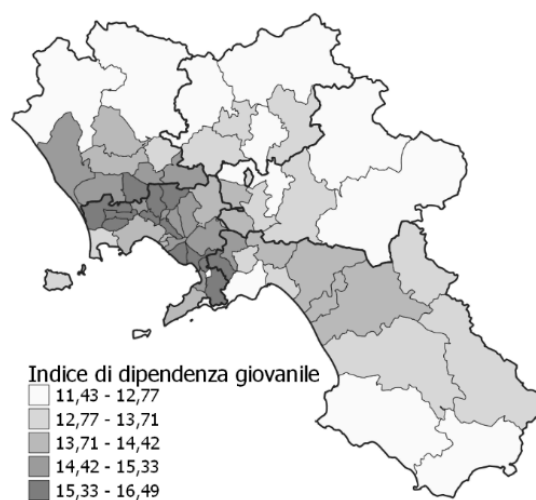 Indice di dipendenza giovanile
11,43 - 12,77
12,77 - 13,71
13,71 - 14,42
14,42 - 15,33
15,33 - 16,49